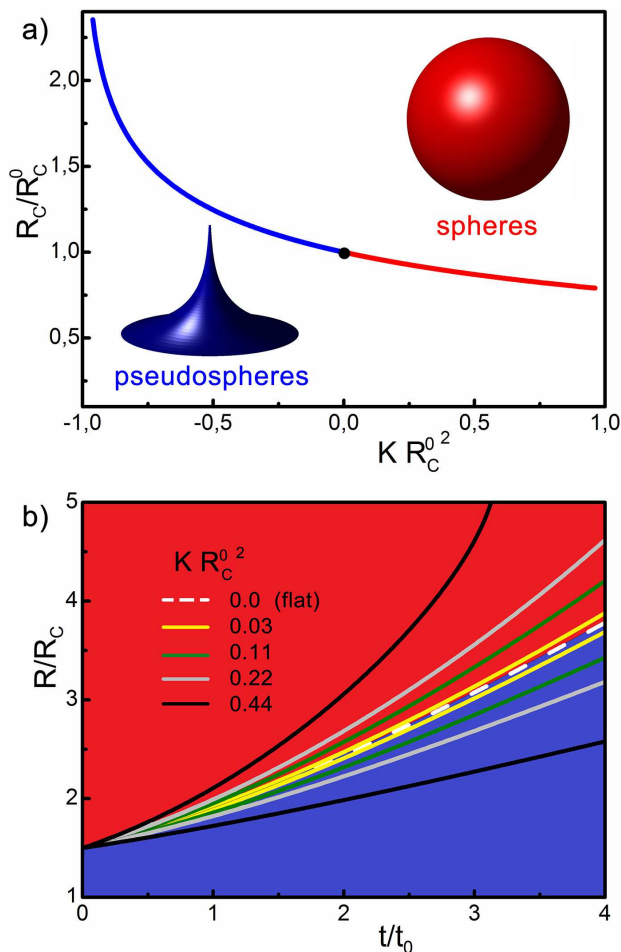 a)
2,0
1,5
1,0
0,5
-1,0 -0,5 0,0 0,5 1,0
R_C/R_C^0
K R_C^0 ^2
spheres
pseudospheres
b)
5
4
3
2
1
0 1 2 3 4
R/R_C
t/t_0
K R_C^0 ^2
0.0 (flat)
0.03
0.11
0.22
0.44